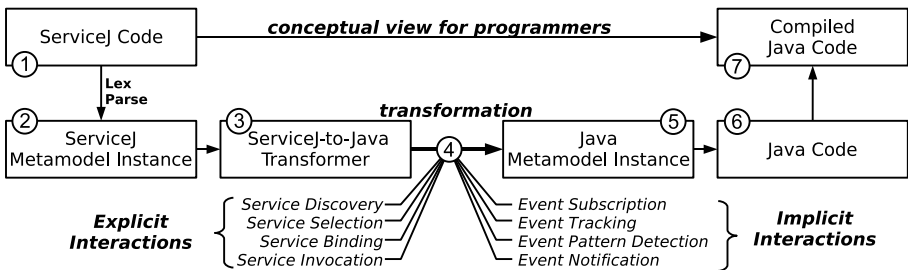 ServiceJ Code
1
conceptual view for programmers
Compiled
Java Code
7
Lex
Parse
2
ServiceJ
Metamodel Instance
3
ServiceJ-to-Java
Transformer
transformation
4
5
Java
Metamodel Instance
6
Java Code
Explicit
Interactions
Service Discovery
Service Selection
Service Binding
Service Invocation
Event Subscription
Event Tracking
Event Pattern Detection
Event Notification
Implicit
Interactions